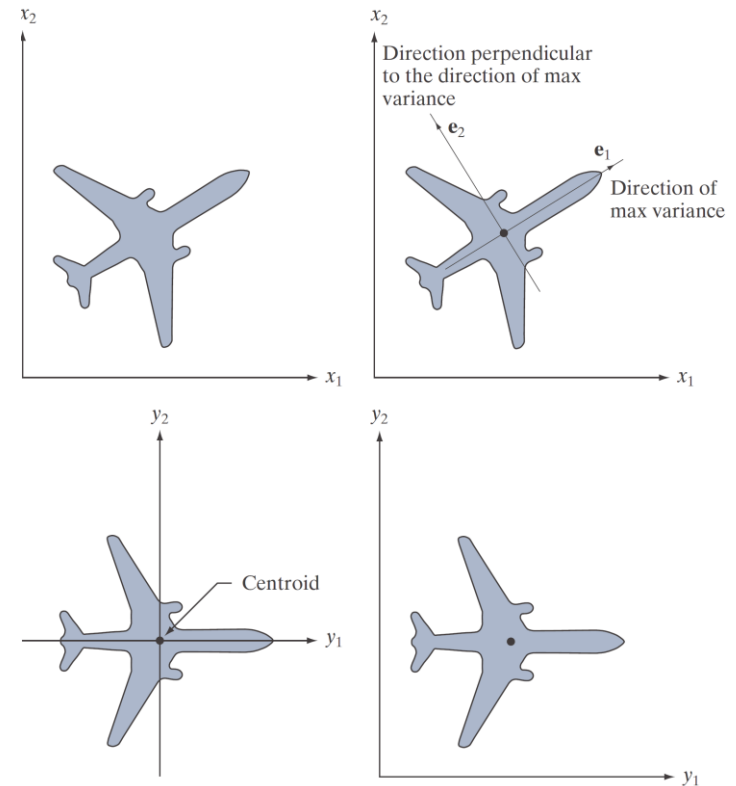 x2
x2
Direction perpendicular
to the direction of max
variance
e2
e1
Direction of
max variance
x1
x1
y2
y2
Centroid
y1
y1